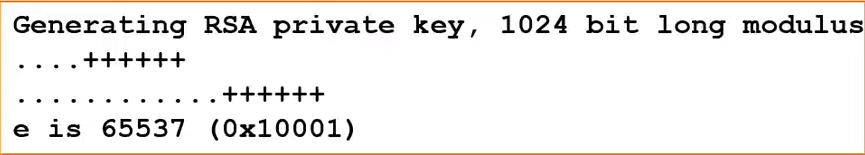 Generating RSA private key, 1024 bit long modulus
....++++++
............++++++
e is 65537 (0x10001)